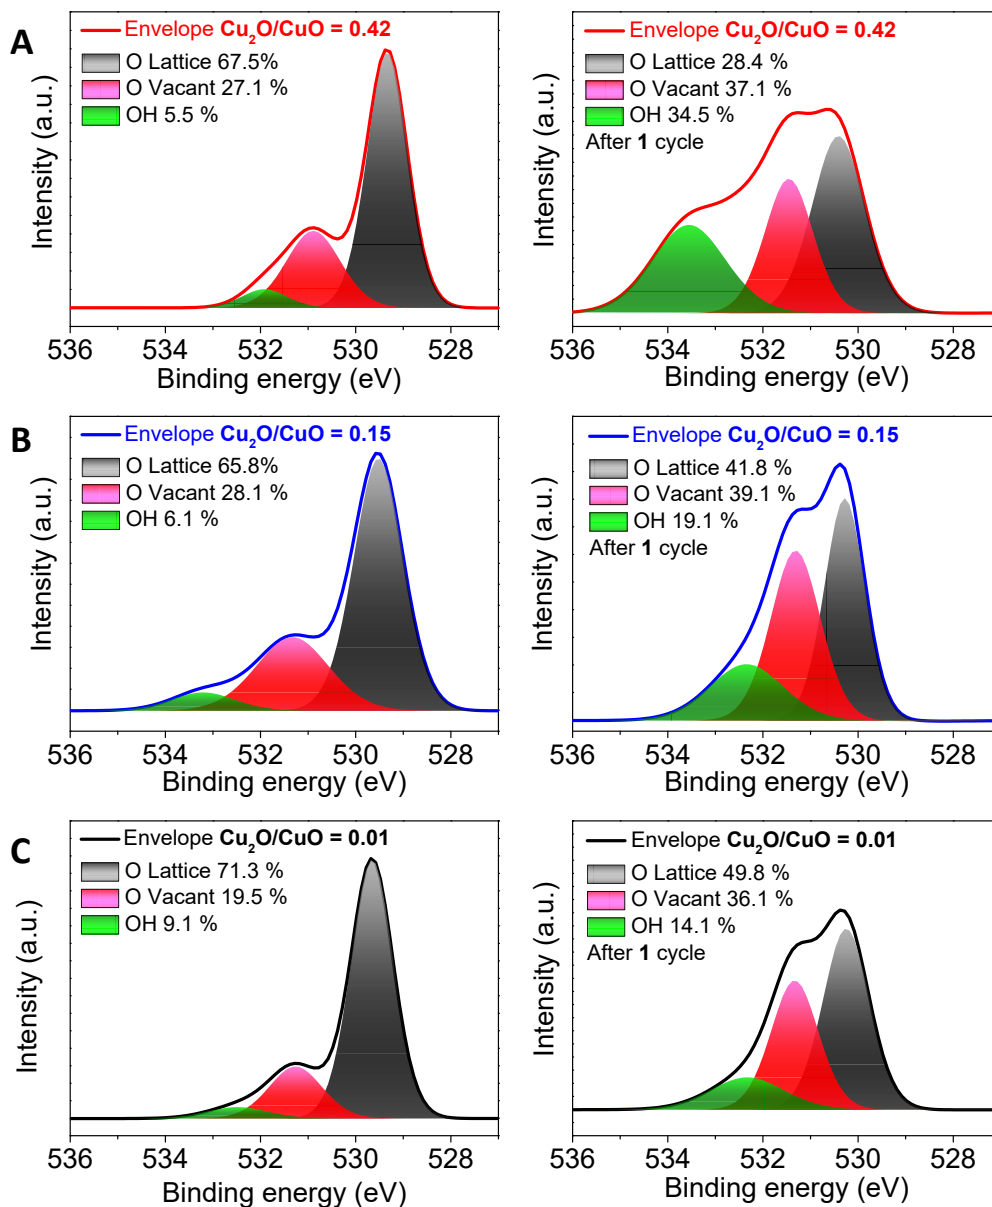 A
Envelope Cu₂O/CuO = 0.42
O Lattice 67.5%
O Vacant 27.1 %
OH 5.5 %
Intensity (a.u.)
536 534 532 530 528
Binding energy (eV)
Envelope Cu₂O/CuO = 0.42
O Lattice 28.4 %
O Vacant 37.1 %
OH 34.5 %
After 1 cycle
Intensity (a.u.)
536 534 532 530 528
Binding energy (eV)
B
Envelope Cu₂O/CuO = 0.15
O Lattice 65.8%
O Vacant 28.1 %
OH 6.1 %
Intensity (a.u.)
536 534 532 530 528
Binding energy (eV)
Envelope Cu₂O/CuO = 0.15
O Lattice 41.8 %
O Vacant 39.1 %
OH 19.1 %
After 1 cycle
Intensity (a.u.)
536 534 532 530 528
Binding energy (eV)
C
Envelope Cu₂O/CuO = 0.01
O Lattice 71.3 %
O Vacant 19.5 %
OH 9.1 %
Intensity (a.u.)
536 534 532 530 528
Binding energy (eV)
Envelope Cu₂O/CuO = 0.01
O Lattice 49.8 %
O Vacant 36.1 %
OH 14.1 %
After 1 cycle
Intensity (a.u.)
536 534 532 530 528
Binding energy (eV)